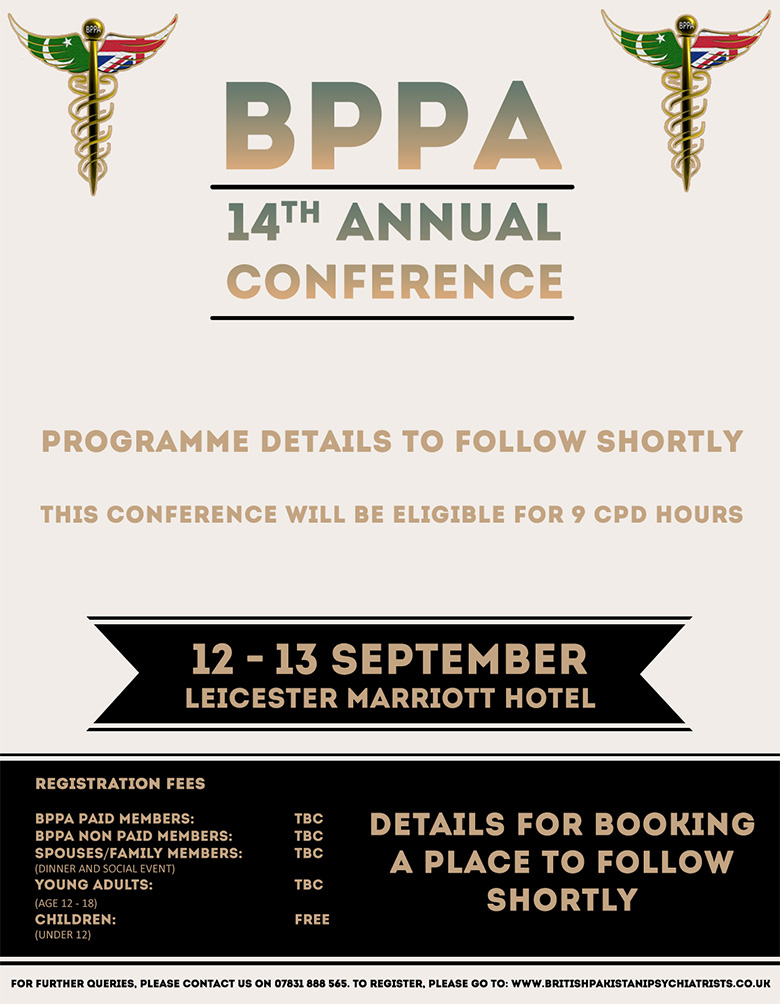 BPPA
BPPA
BPPA
14TH ANNUAL
CONFERENCE
PROGRAMME DETAILS TO FOLLOW SHORTLY
THIS CONFERENCE WILL BE ELIGIBLE FOR 9 CPD HOURS
12 - 13 SEPTEMBER
LEICESTER MARRIOTT HOTEL
REGISTRATION FEES
BPPA PAID MEMBERS: TBC
BPPA NON PAID MEMBERS: TBC
SPOUSES/FAMILY MEMBERS: TBC
(DINNER AND SOCIAL EVENT)
YOUNG ADULTS: TBC
(AGE 12 - 18)
CHILDREN: FREE
(UNDER 12)
DETAILS FOR BOOKING
A PLACE TO FOLLOW
SHORTLY
FOR FURTHER QUERIES, PLEASE CONTACT US ON 07831 888 565. TO REGISTER, PLEASE GO TO: WWW.BRITISHPAKISTANIPSYCHIATRISTS.CO.UK